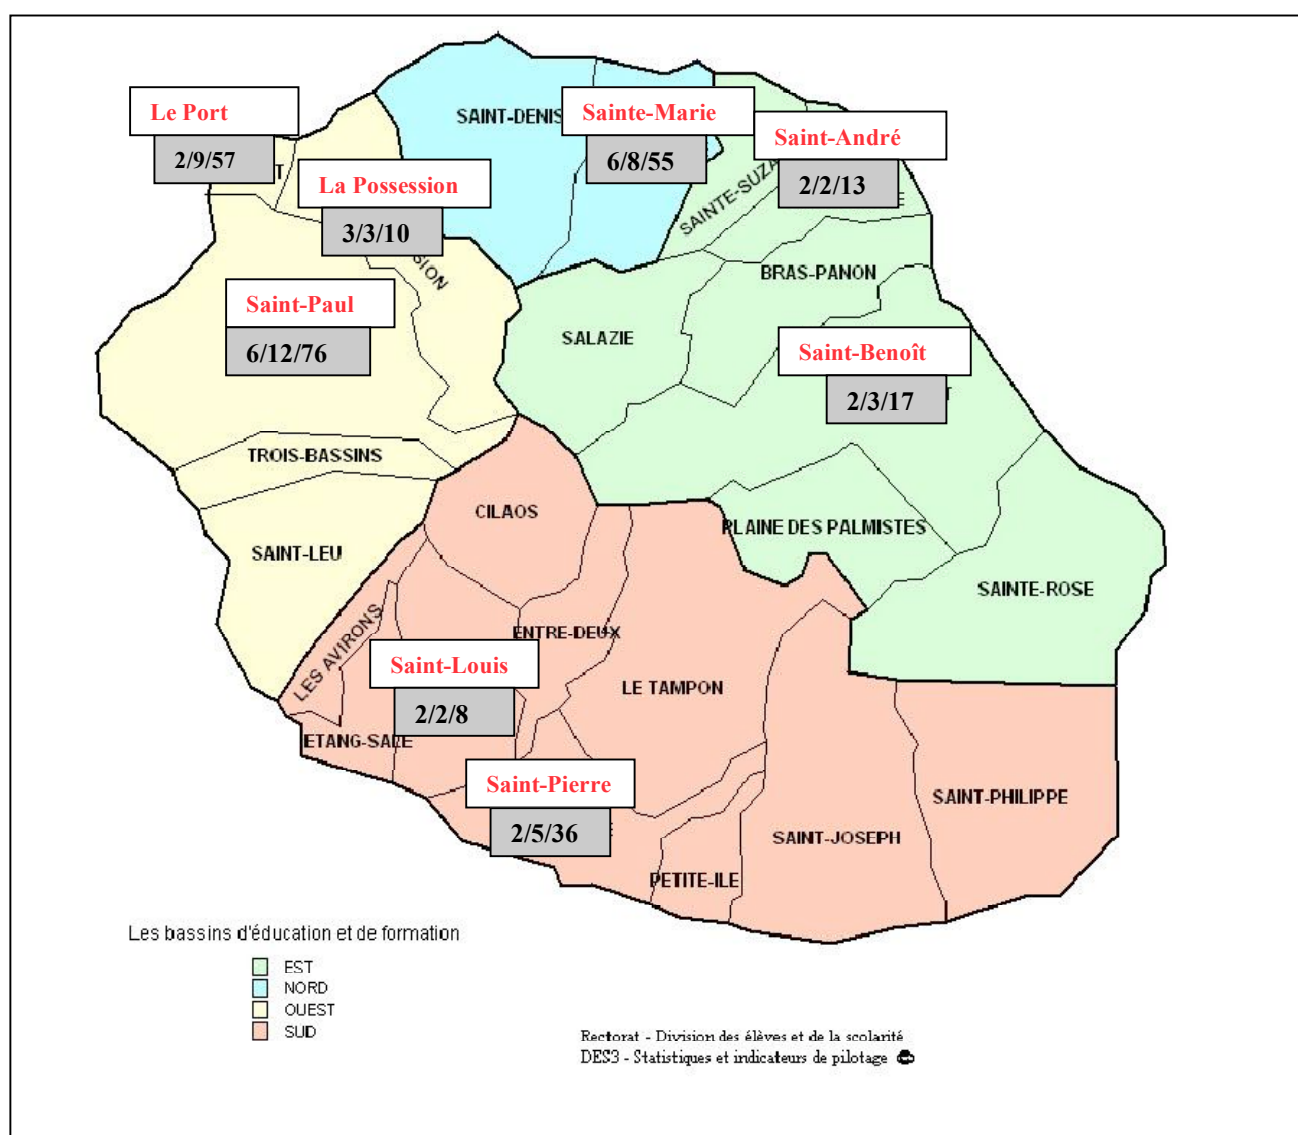 Le Port
2/9/57
SAINT-DENIS
Sainte-Marie
6/8/55
Saint-André
2/2/13
La Possession
3/3/10
SAINTE-SUZA
BRAS-PANON
Saint-Paul
6/12/76
SALAZIE
Saint-Benoît
2/3/17
TROIS-BASSINS
CILAOS
PLAINE DES PALMISTES
SAINT-LEU
SAINTE-ROSE
LES AVIRONS
ENTRE-DEUX
Saint-Louis
2/2/8
LE TAMPON
ETANG-SALE
Saint-Pierre
2/5/36
SAINT-PHILIPPE
SAINT-JOSEPH
PETITE-ILE
Les bassins d'éducation et de formation
EST
NORD
OUEST
SUD
Rectorat - Division des élèves et de la scolarité
DES3 - Statistiques et indicateurs de pilotage